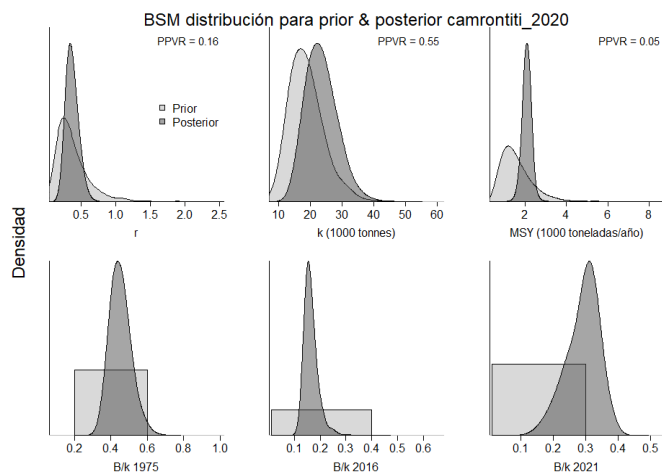 BSM distribución para prior & posterior camrontiti_2020
PPVR = 0.16
PPVR = 0.55
PPVR = 0.05
Prior
Posterior
0.5 1.0 1.5 2.0 2.5
10 20 30 40 50 60
2 4 6 8
r
k (1000 tonnes)
MSY (1000 toneladas/año)
Densidad
0.2 0.4 0.6 0.8 1.0
0.1 0.2 0.3 0.4 0.5 0.6
0.1 0.2 0.3 0.4 0.5
B/k 1975
B/k 2016
B/k 2021